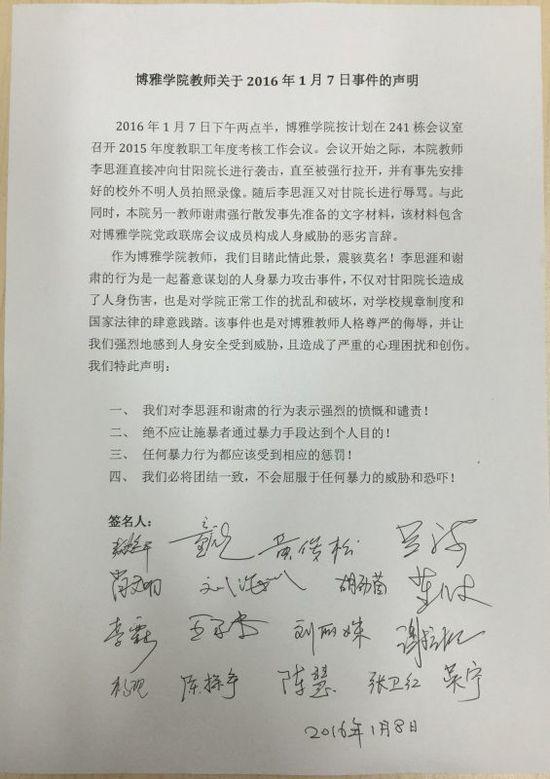 博雅学院教师关于 2016 年 1 月 7 日事件的声明
2016 年 1 月 7 日下午两点半，博雅学院按计划在 241 栋会议室
召开 2015 年度教职工年度考核工作会议。会议开始之际，本院教师
李思涯直接冲向甘阳院长进行袭击，直至被强行拉开，并有事先安排
好的校外不明人员拍照录像。随后李思涯又对甘院长进行辱骂。与此
同时，本院另一教师谢肃强行散发事先准备的文字材料，该材料包含
对博雅学院党政联席会议成员构成人身威胁的恶劣言辞。
作为博雅学院教师，我们目睹此情此景，震骇莫名！李思涯和谢
肃的行为是一起蓄意谋划的人身暴力攻击事件，不仅对甘阳院长造成
了人身伤害，也是对学院正常工作的扰乱和破坏，对学校规章制度和
国家法律的肆意践踏。该事件也是对博雅教师人格尊严的侮辱，并让
我们强烈地感到人身安全受到威胁，且造成了严重的心理困扰和创伤。
我们特此声明：
一、 我们对李思涯和谢肃的行为表示强烈的愤慨和谴责！
二、 绝不应让施暴者通过暴力手段达到个人目的！
三、 任何暴力行为都应该受到相应的惩罚！
四、 我们必将团结一致，不会屈服于任何暴力的威胁和恐吓！
签名人：
黄俊松
肖文明 董波
李霖 刘丽姝
陈慧 张卫红 吴宁
2016年1月8日